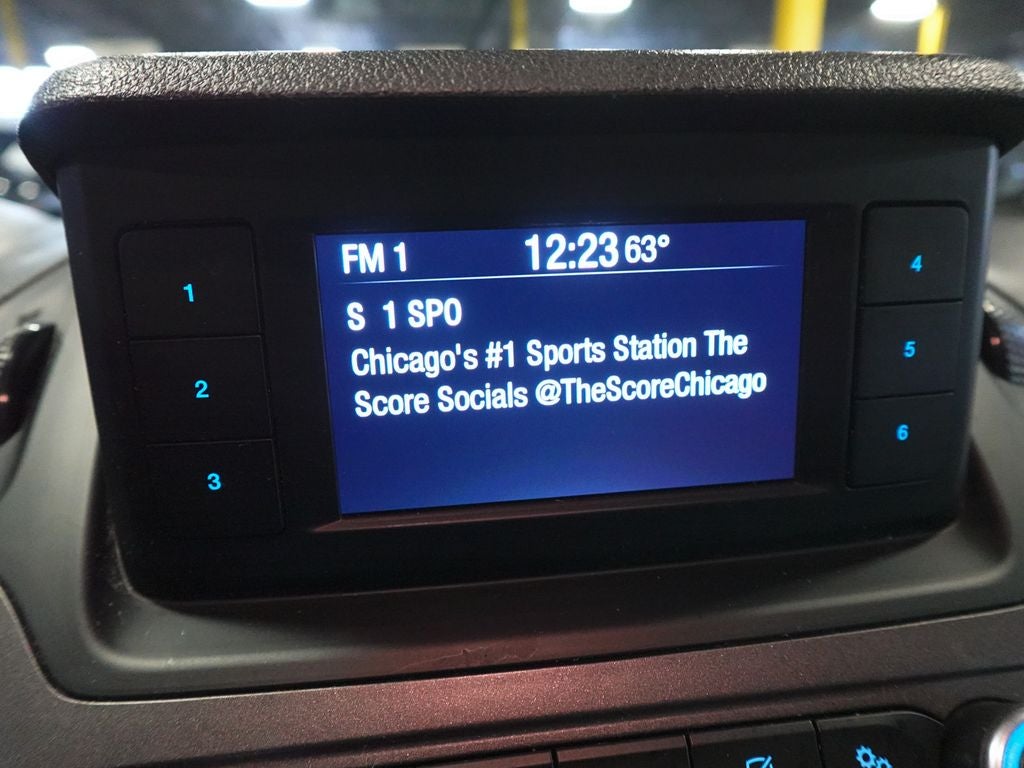 FM 1 12:23 63°
S 1 SPO
Chicago's #1 Sports Station The
Score Socials @TheScoreChicago
1
2
3
4
5
6